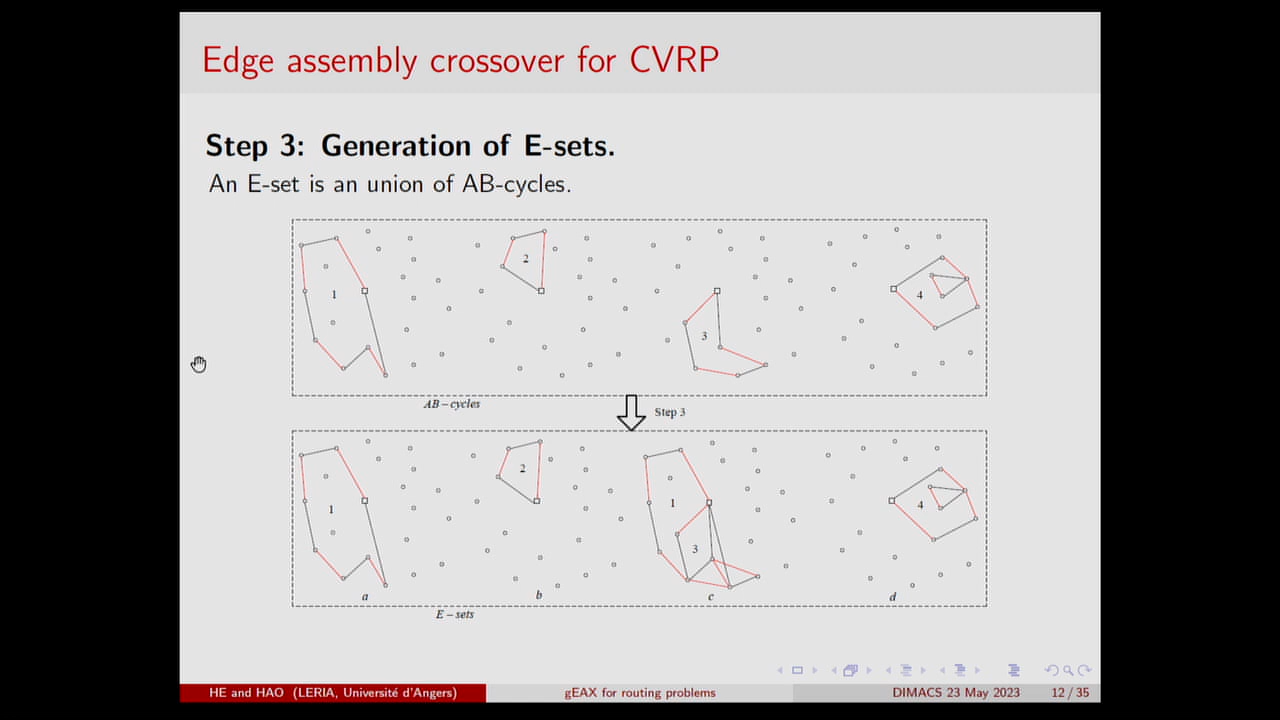 Edge assembly crossover for CVRP
Step 3: Generation of E-sets.
An E-set is an union of AB-cycles.
1
2
3
4
AB – cycles
Step 3
1
2
1
3
4
a
b
c
d
E – sets
HE and HAO (LERIA, Université d'Angers)
gEAX for routing problems
DIMACS 23 May 2023
12 / 35